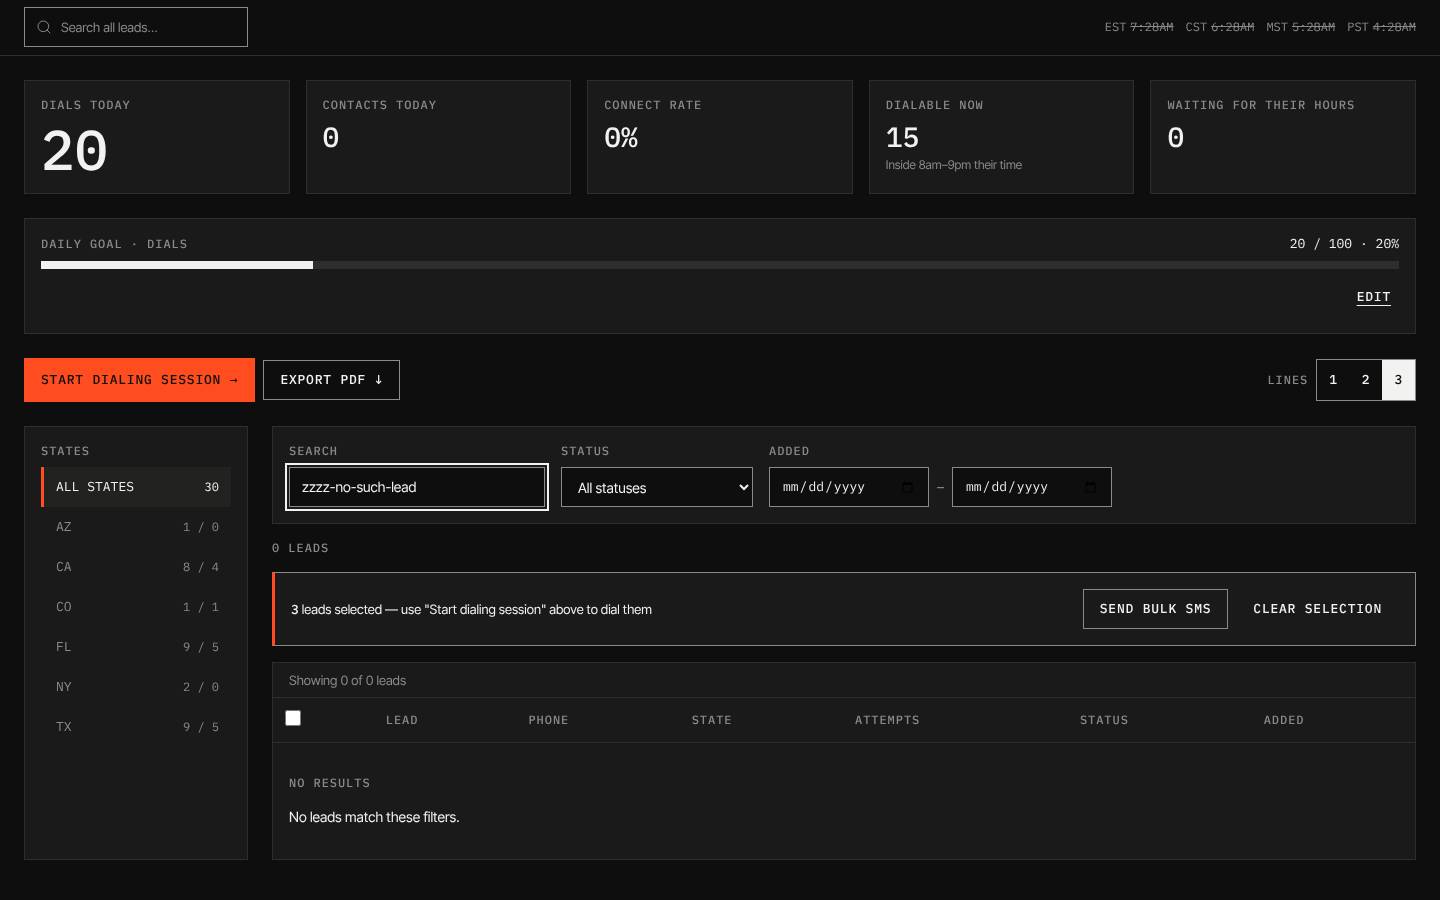 Search all leads...
EST 7:28AM CST 6:28AM MST 5:28AM PST 4:28AM
DIALS TODAY
20
CONTACTS TODAY
0
CONNECT RATE
0%
DIALABLE NOW
15
Inside 8am–9pm their time
WAITING FOR THEIR HOURS
0
DAILY GOAL · DIALS
20 / 100 · 20%
EDIT
START DIALING SESSION →
EXPORT PDF ↓
LINES 1 2 3
STATES
ALL STATES 30
AZ 1 / 0
CA 8 / 4
CO 1 / 1
FL 9 / 5
NY 2 / 0
TX 9 / 5
SEARCH
zzzz-no-such-lead
STATUS
All statuses
ADDED
mm/dd/yyyy – mm/dd/yyyy
0 LEADS
3 leads selected — use "Start dialing session" above to dial them
SEND BULK SMS
CLEAR SELECTION
Showing 0 of 0 leads
LEAD PHONE STATE ATTEMPTS STATUS ADDED
NO RESULTS
No leads match these filters.